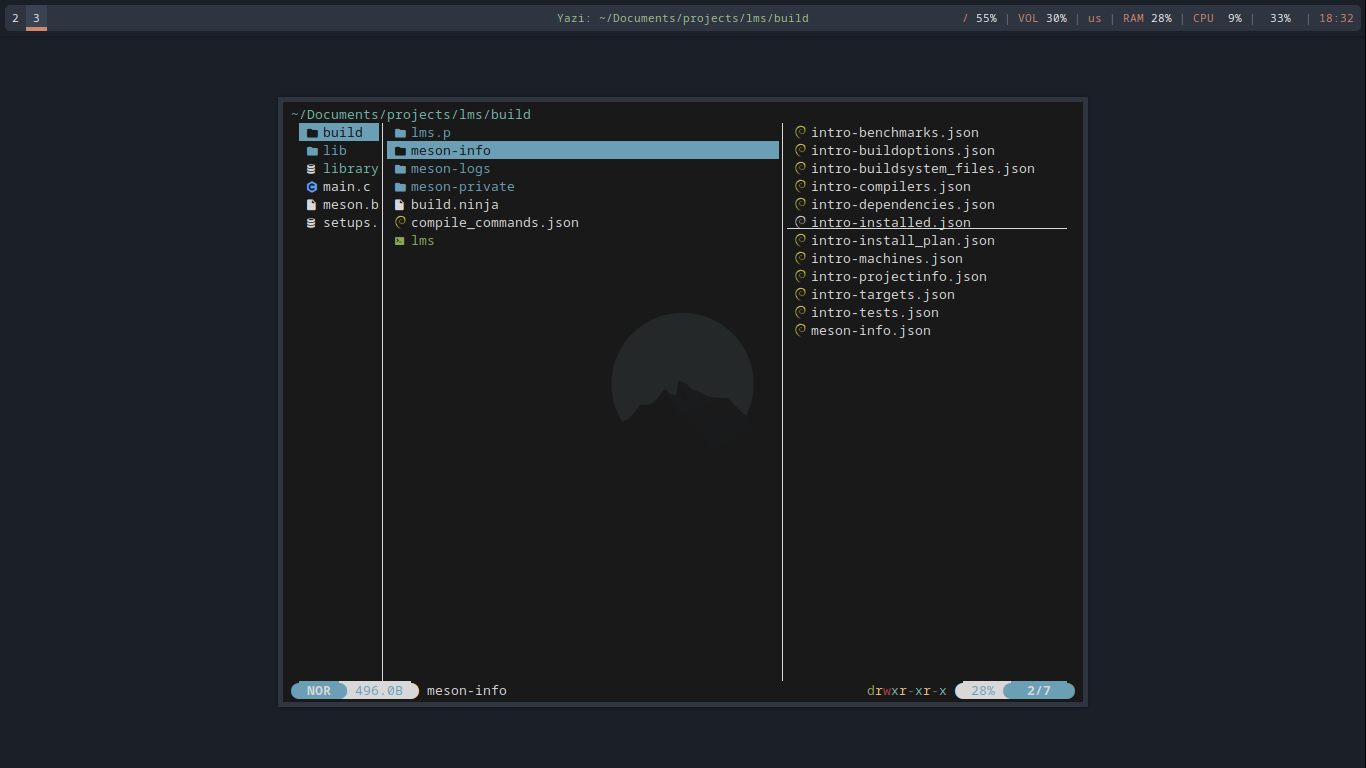 2 3 Yazi: ~/Documents/projects/lms/build / 55% | VOL 30% | us | RAM 28% | CPU 9% | 33% | 18:32
~/Documents/projects/lms/build
build
lib
library
main.c
meson.b
setups.
lms.p
meson-info
meson-logs
meson-private
build.ninja
compile_commands.json
lms
intro-benchmarks.json
intro-buildoptions.json
intro-buildsystem_files.json
intro-compilers.json
intro-dependencies.json
intro-installed.json
intro-install_plan.json
intro-machines.json
intro-projectinfo.json
intro-targets.json
intro-tests.json
meson-info.json
NOR 496.0B meson-info drwxr-xr-x 28% 2/7